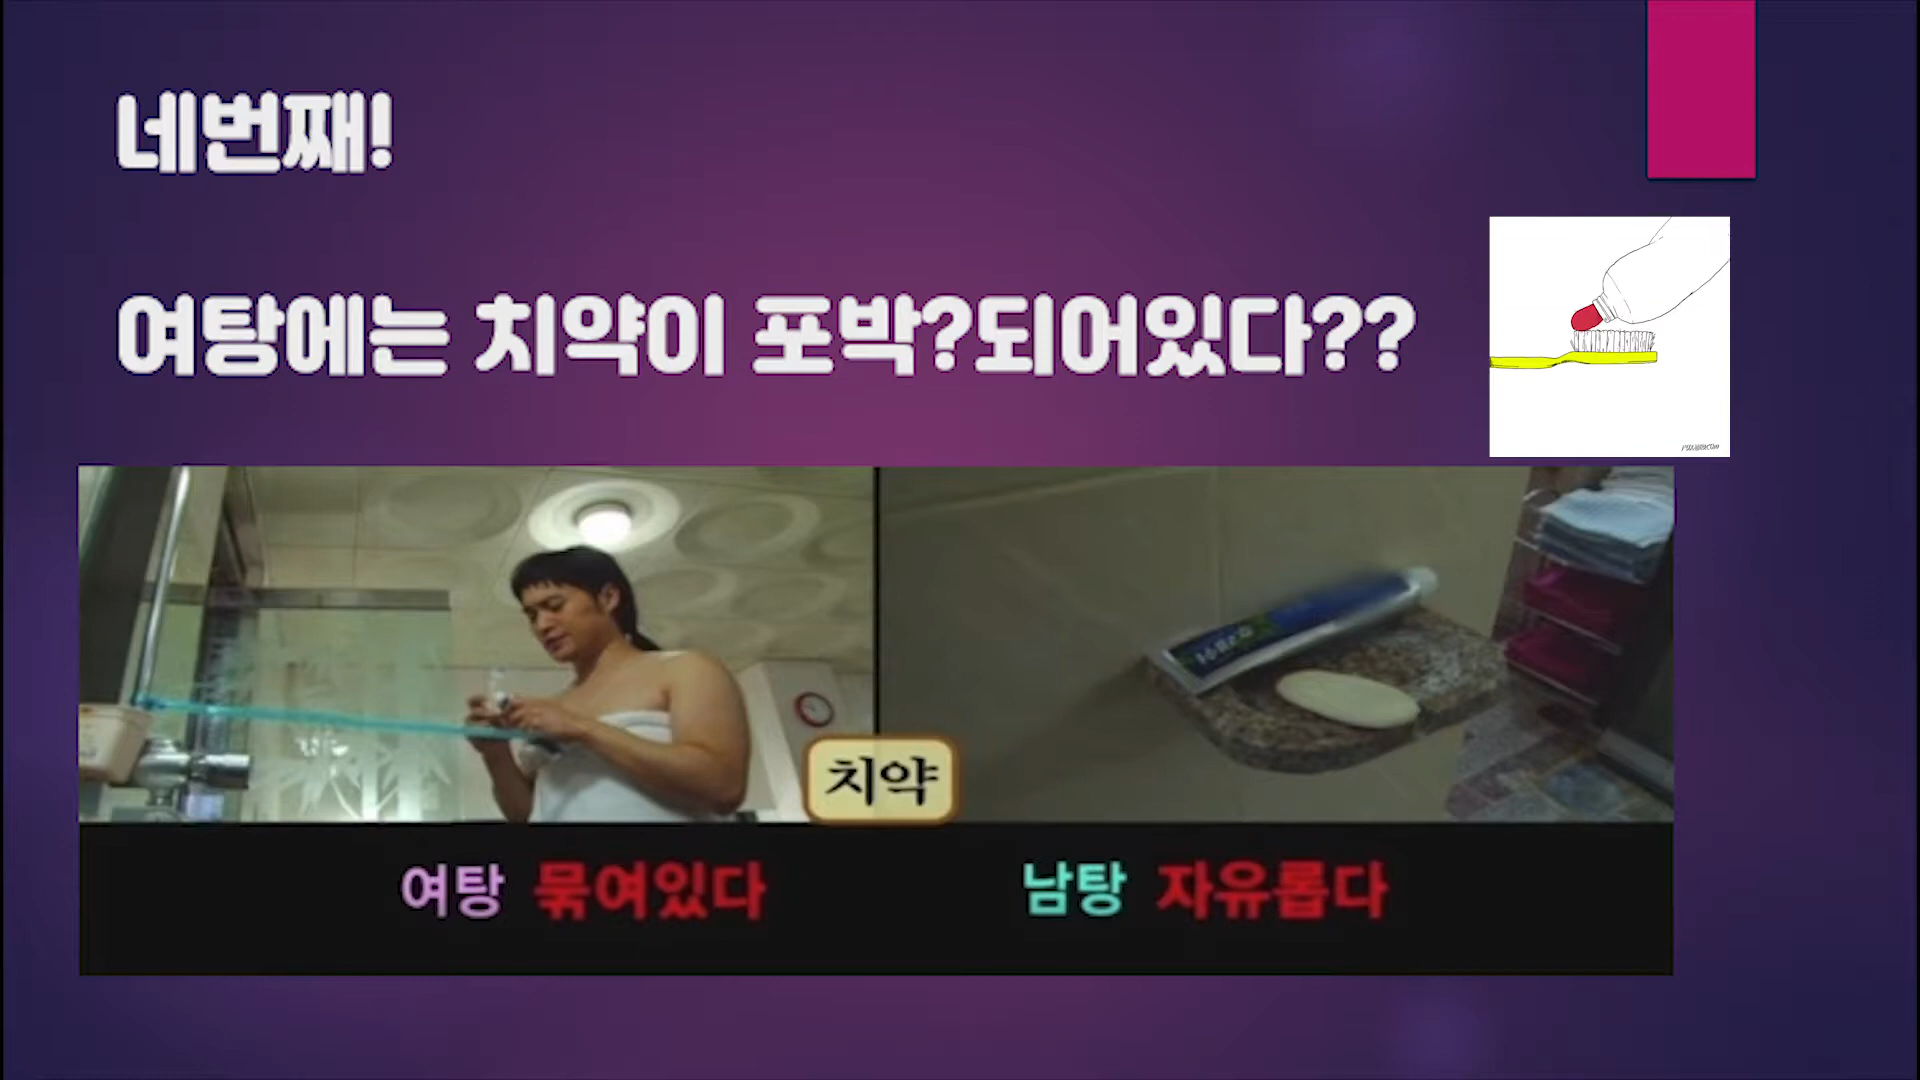 네번째!
여탕에는 치약이 포박?되어있다??
치약
여탕 묶여있다
남탕 자유롭다